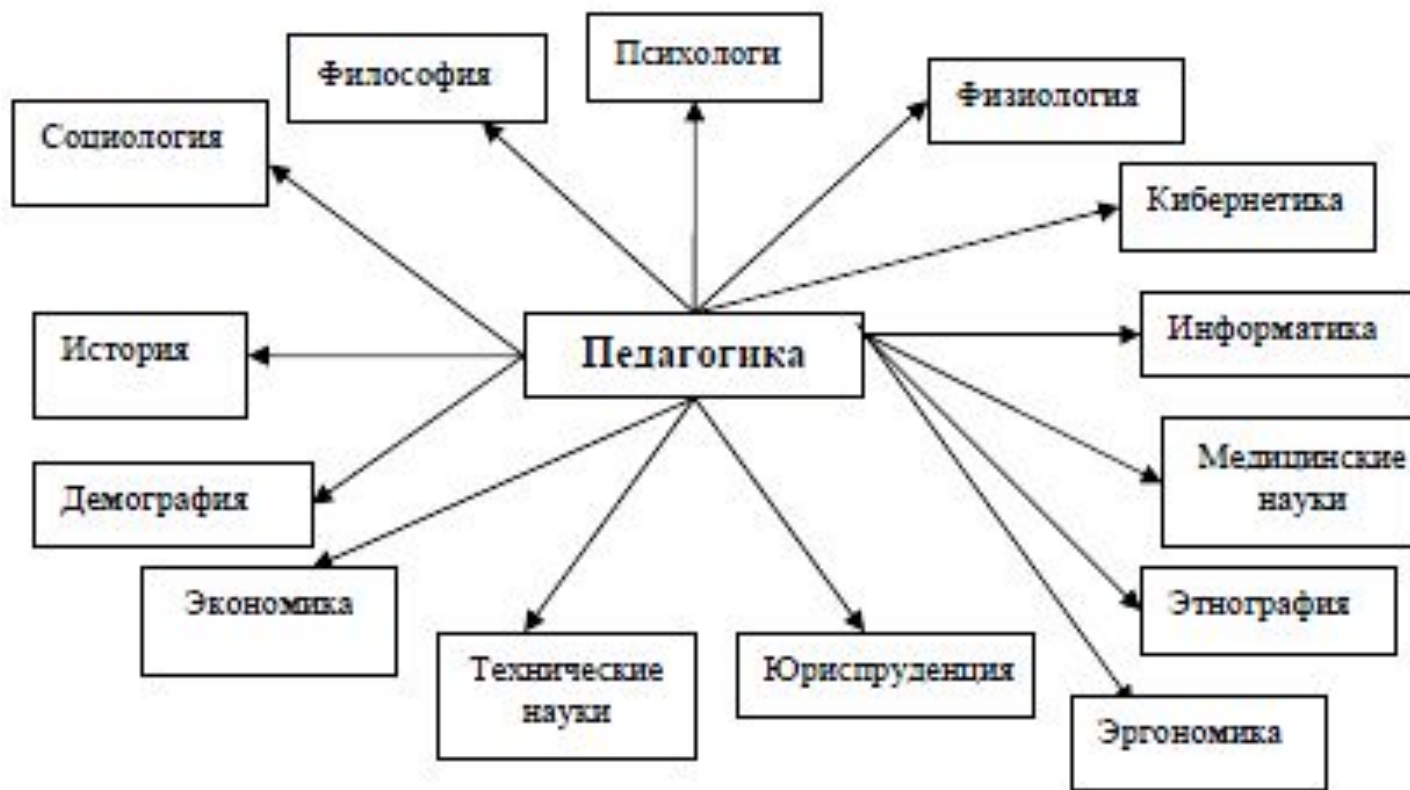 Психологи
Философия
Физиология
Социология
Кибернетика
Информатика
История
Педагогика
Медицинские
науки
Демография
Экономика
Этнография
Технические
науки
Юриспруденция
Эргономика